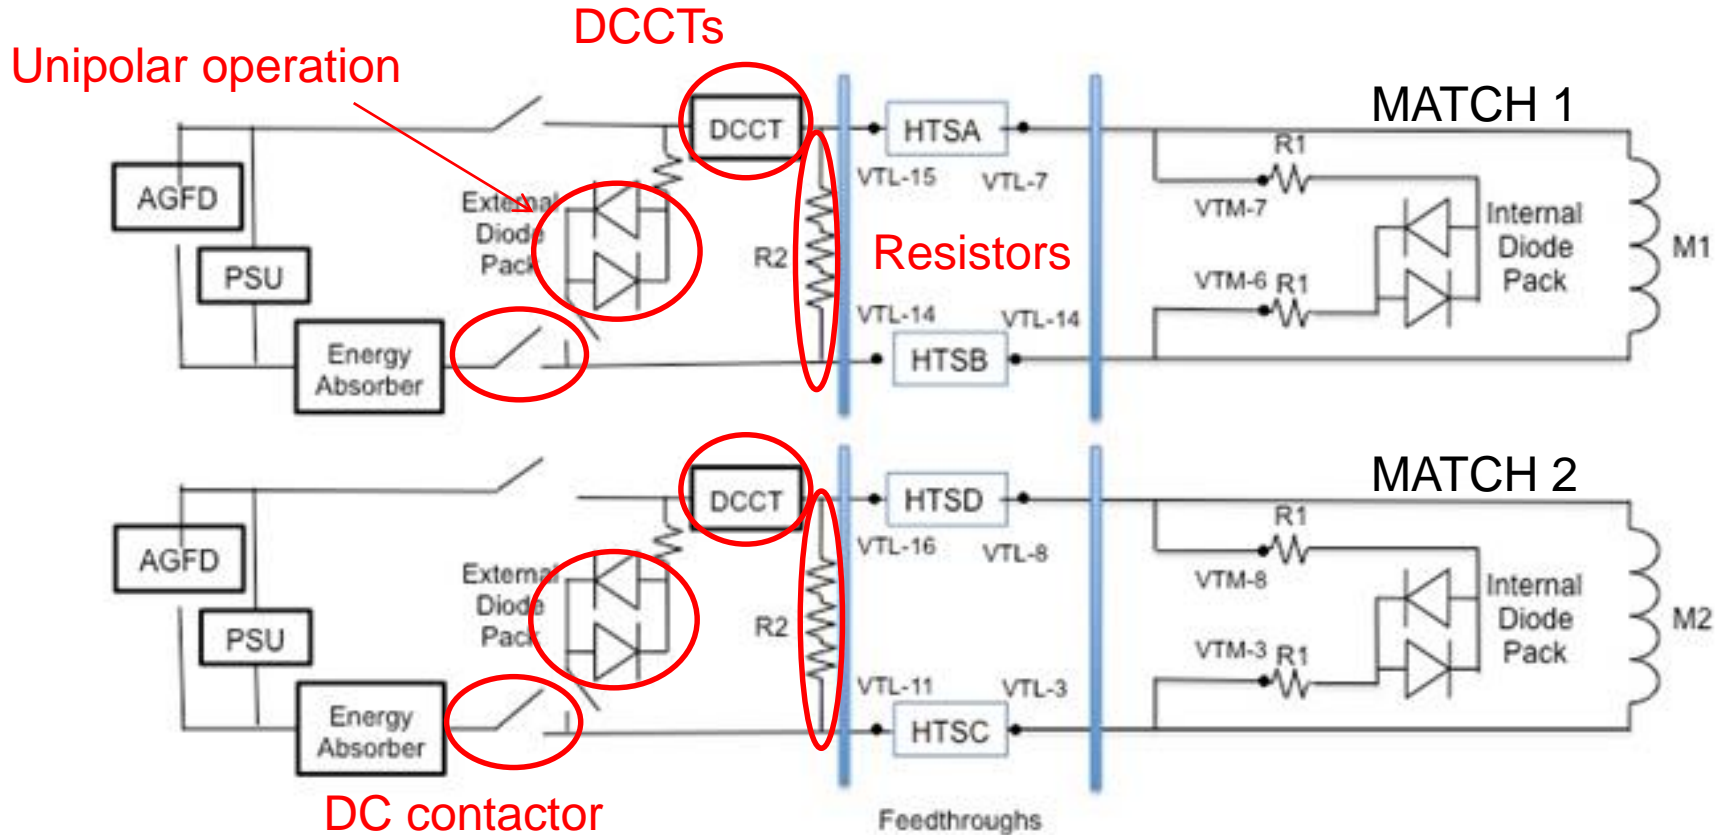 DCCTs
Unipolar operation
MATCH 1
DCCT
HTSA
R1
VTL-15
VTL-7
AGFD
External
Diode
Pack
VTM-7
Internal
Diode
Pack
R2
Resistors
M1
PSU
VTM-6
R1
VTL-14
VTL-14
Energy
Absorber
HTSB
MATCH 2
DCCT
HTSD
R1
VTL-16
VTL-8
AGFD
External
Diode
Pack
VTM-8
Internal
Diode
Pack
R2
M2
PSU
VTM-3
R1
VTL-11
VTL-3
Energy
Absorber
HTSC
DC contactor
Feedthroughs